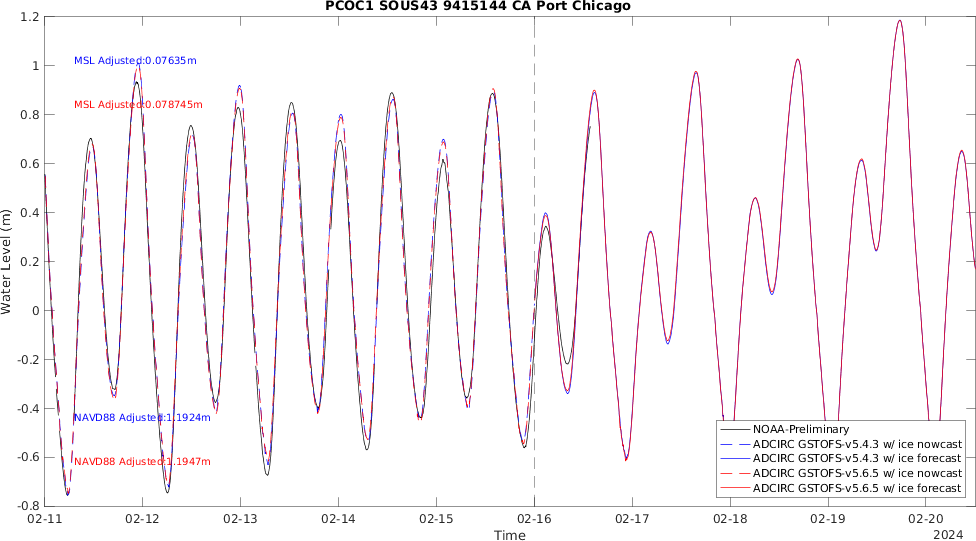 PCOC1 SOUS43 9415144 CA Port Chicago
1.2
1
0.8
0.6
0.4
0.2
0
-0.2
-0.4
-0.6
-0.8
Water Level (m)
MSL Adjusted:0.07635m
MSL Adjusted:0.078745m
NAVD88 Adjusted:1.1924m
NAVD88 Adjusted:1.1947m
NOAA-Preliminary
ADCIRC GSTOFS-v5.4.3 w/ ice nowcast
ADCIRC GSTOFS-v5.4.3 w/ ice forecast
ADCIRC GSTOFS-v5.6.5 w/ ice nowcast
ADCIRC GSTOFS-v5.6.5 w/ ice forecast
02-11 02-12 02-13 02-14 02-15 02-16 02-17 02-18 02-19 02-20
Time
2024